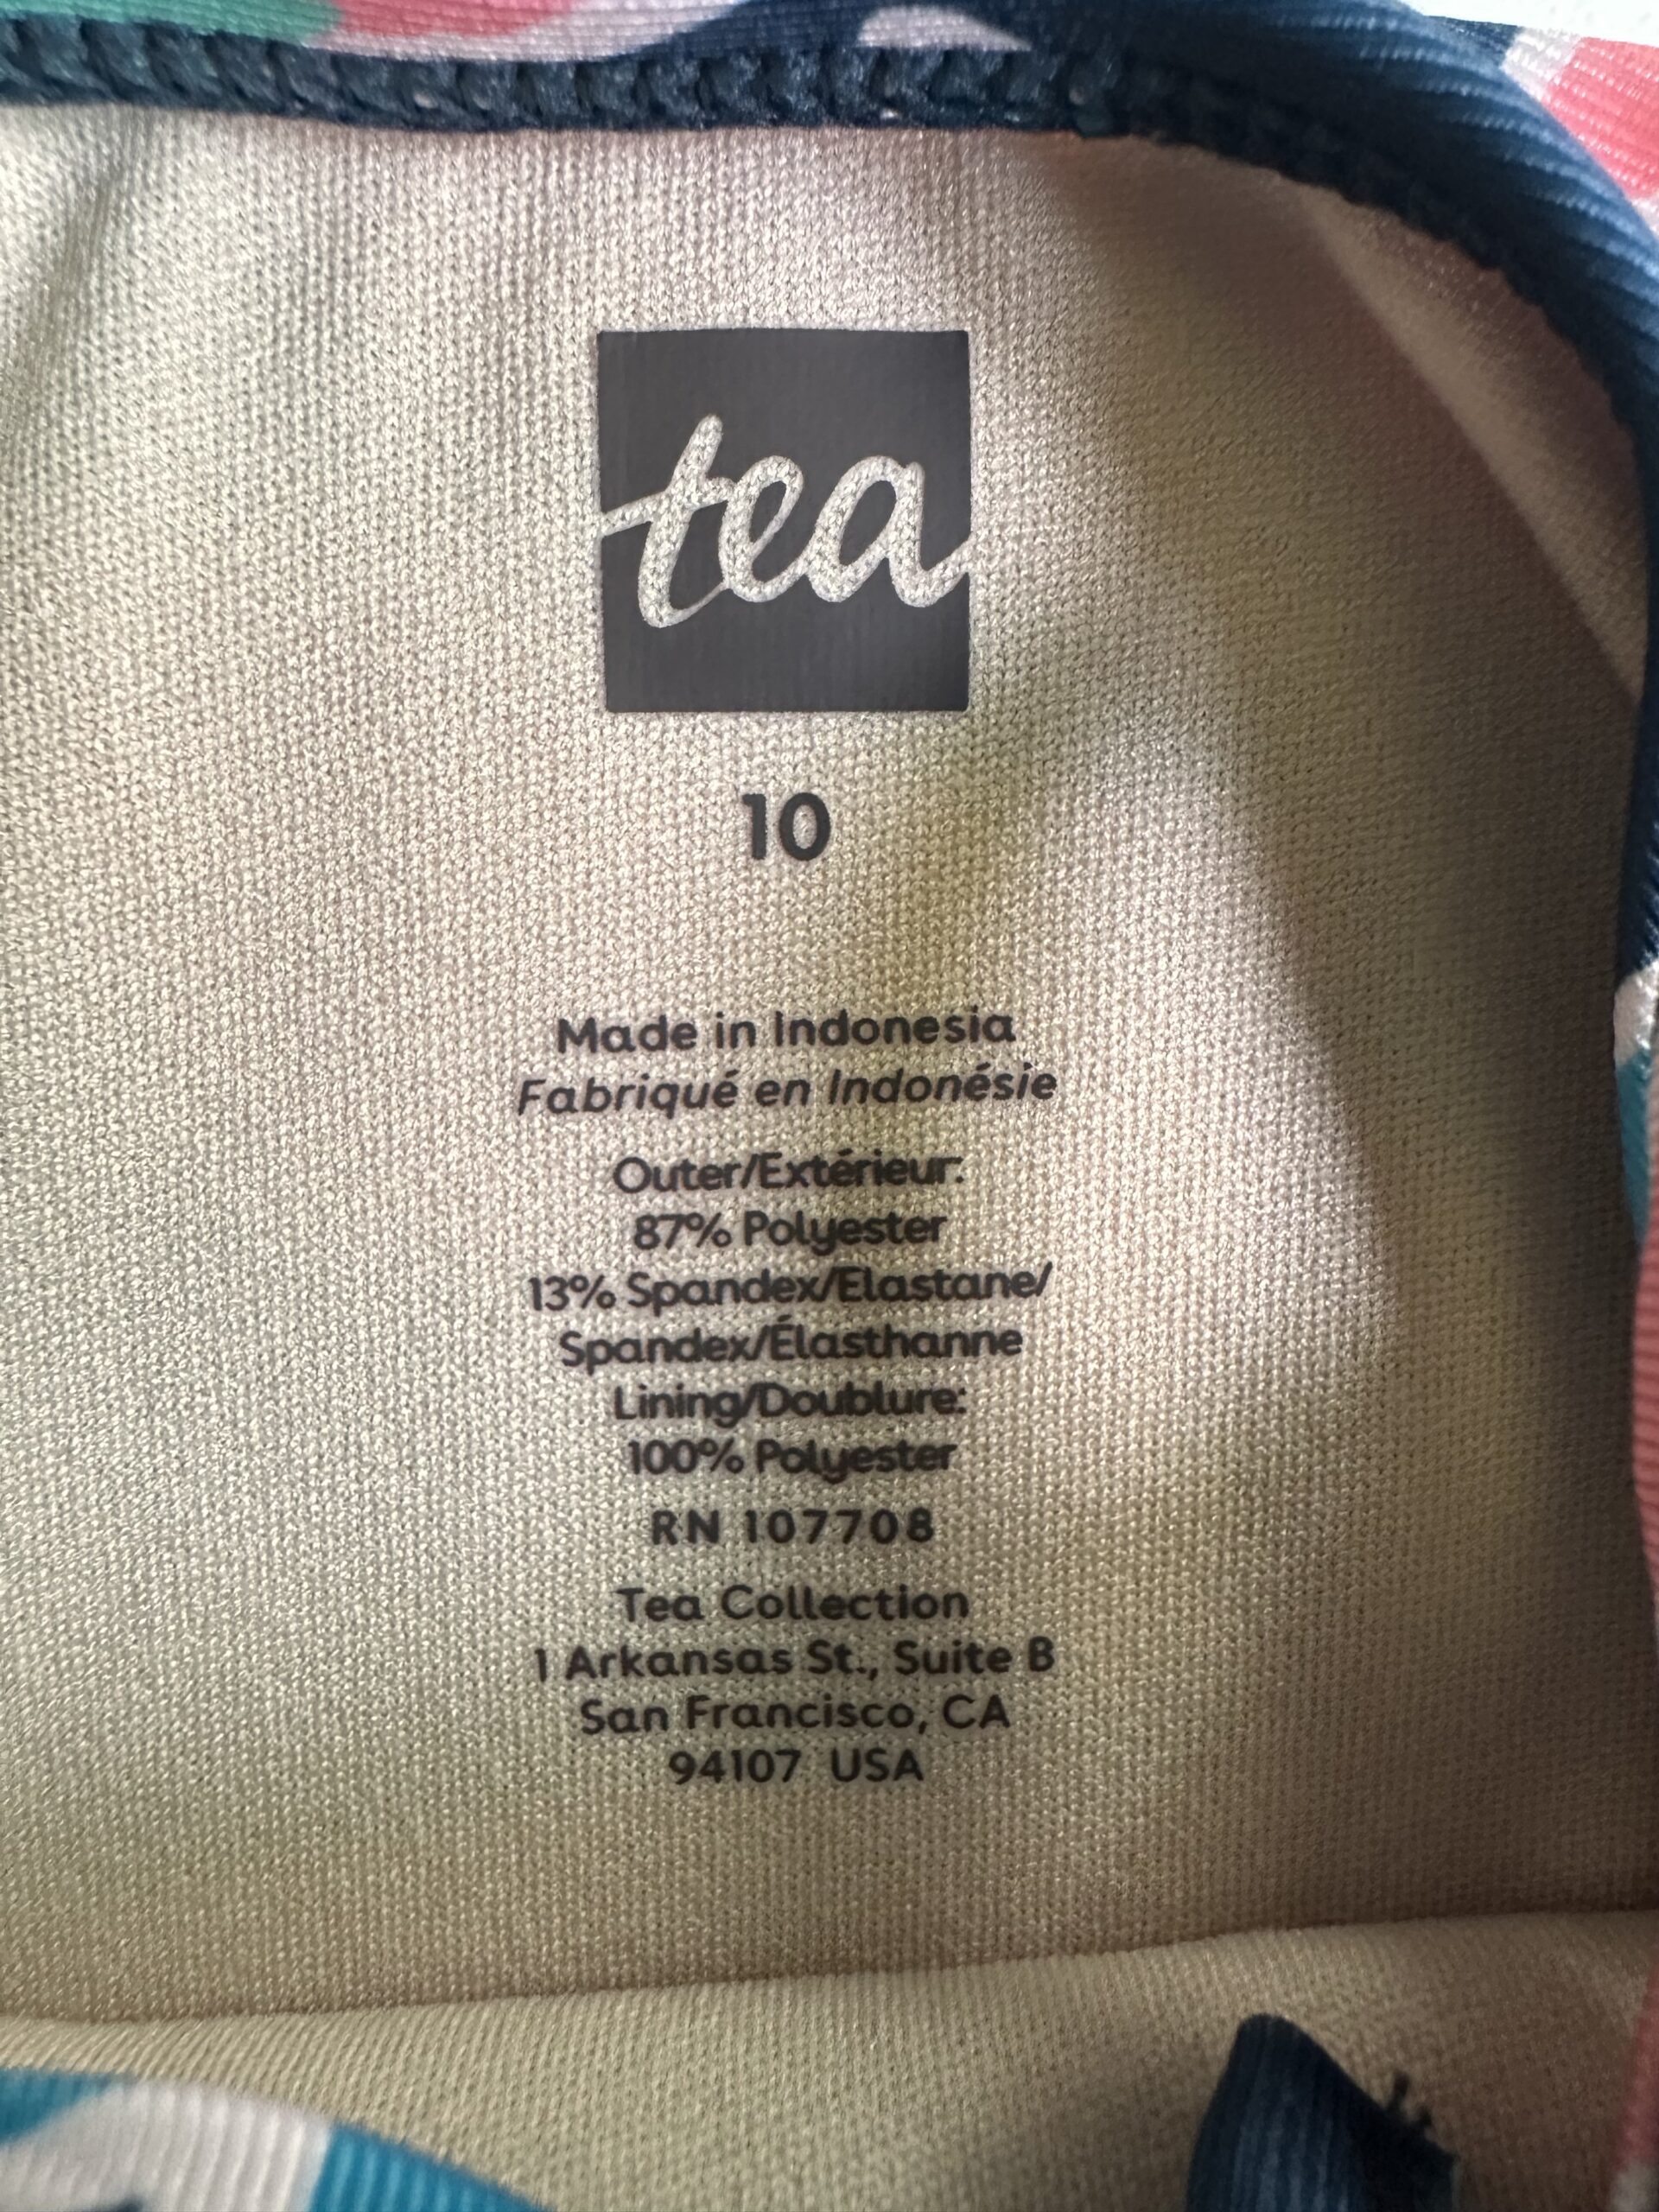 tea
10
Made in Indonesia
Fabriqué en Indonésie
Outer/Extérieur:
87% Polyester
13% Spandex/Elastane/
Spandex/Élasthanne
Lining/Doublure:
100% Polyester
RN 107708
Tea Collection
1 Arkansas St., Suite B
San Francisco, CA
94107 USA